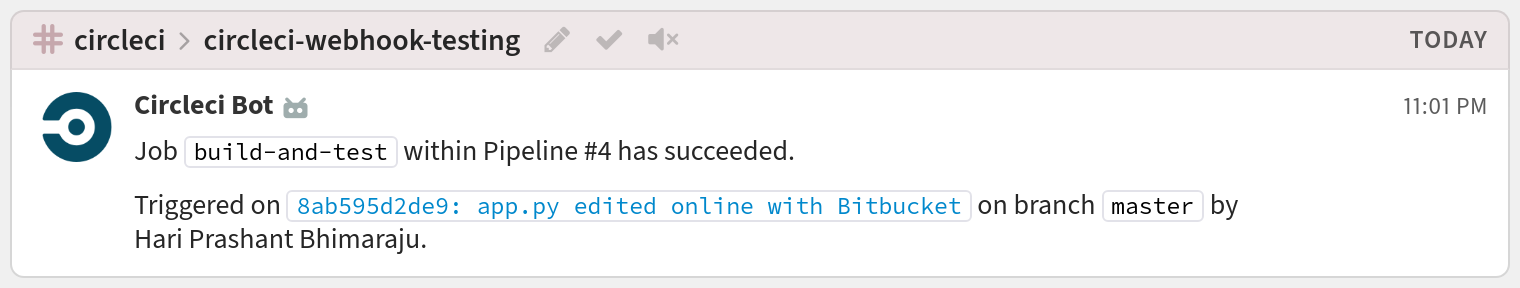 circleci > circleci-webhook-testing TODAY
Circleci Bot 11:01 PM
Job build-and-test within Pipeline #4 has succeeded.
Triggered on 8ab595d2de9: app.py edited online with Bitbucket on branch master by
Hari Prashant Bhimaraju.